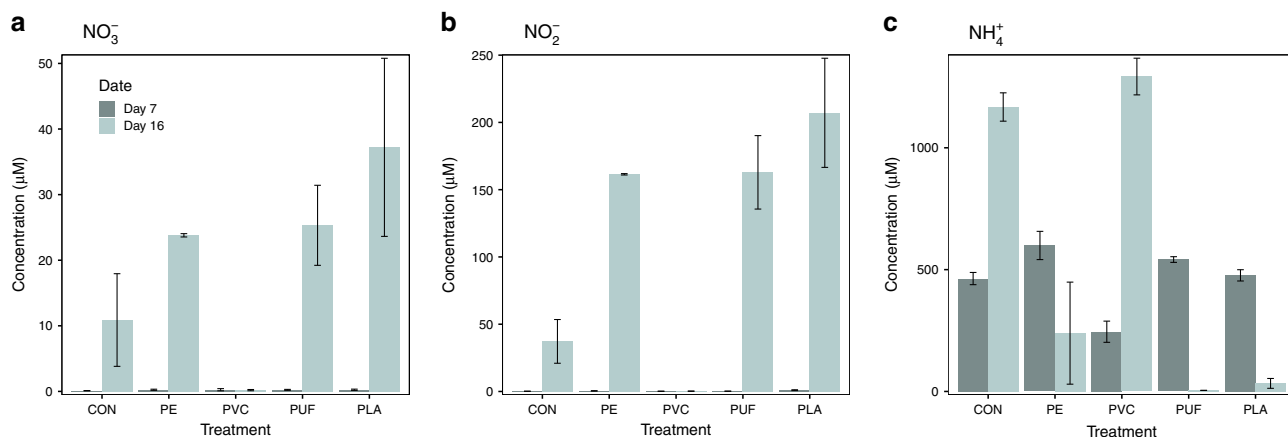 a NO₃⁻
Concentration (μM)
50
40
30
20
10
0
Date
Day 7
Day 16
CON PE PVC PUF PLA
Treatment
b NO₂⁻
Concentration (μM)
250
200
150
100
50
0
CON PE PVC PUF PLA
Treatment
c NH₄⁺
Concentration (μM)
1000
500
0
CON PE PVC PUF PLA
Treatment